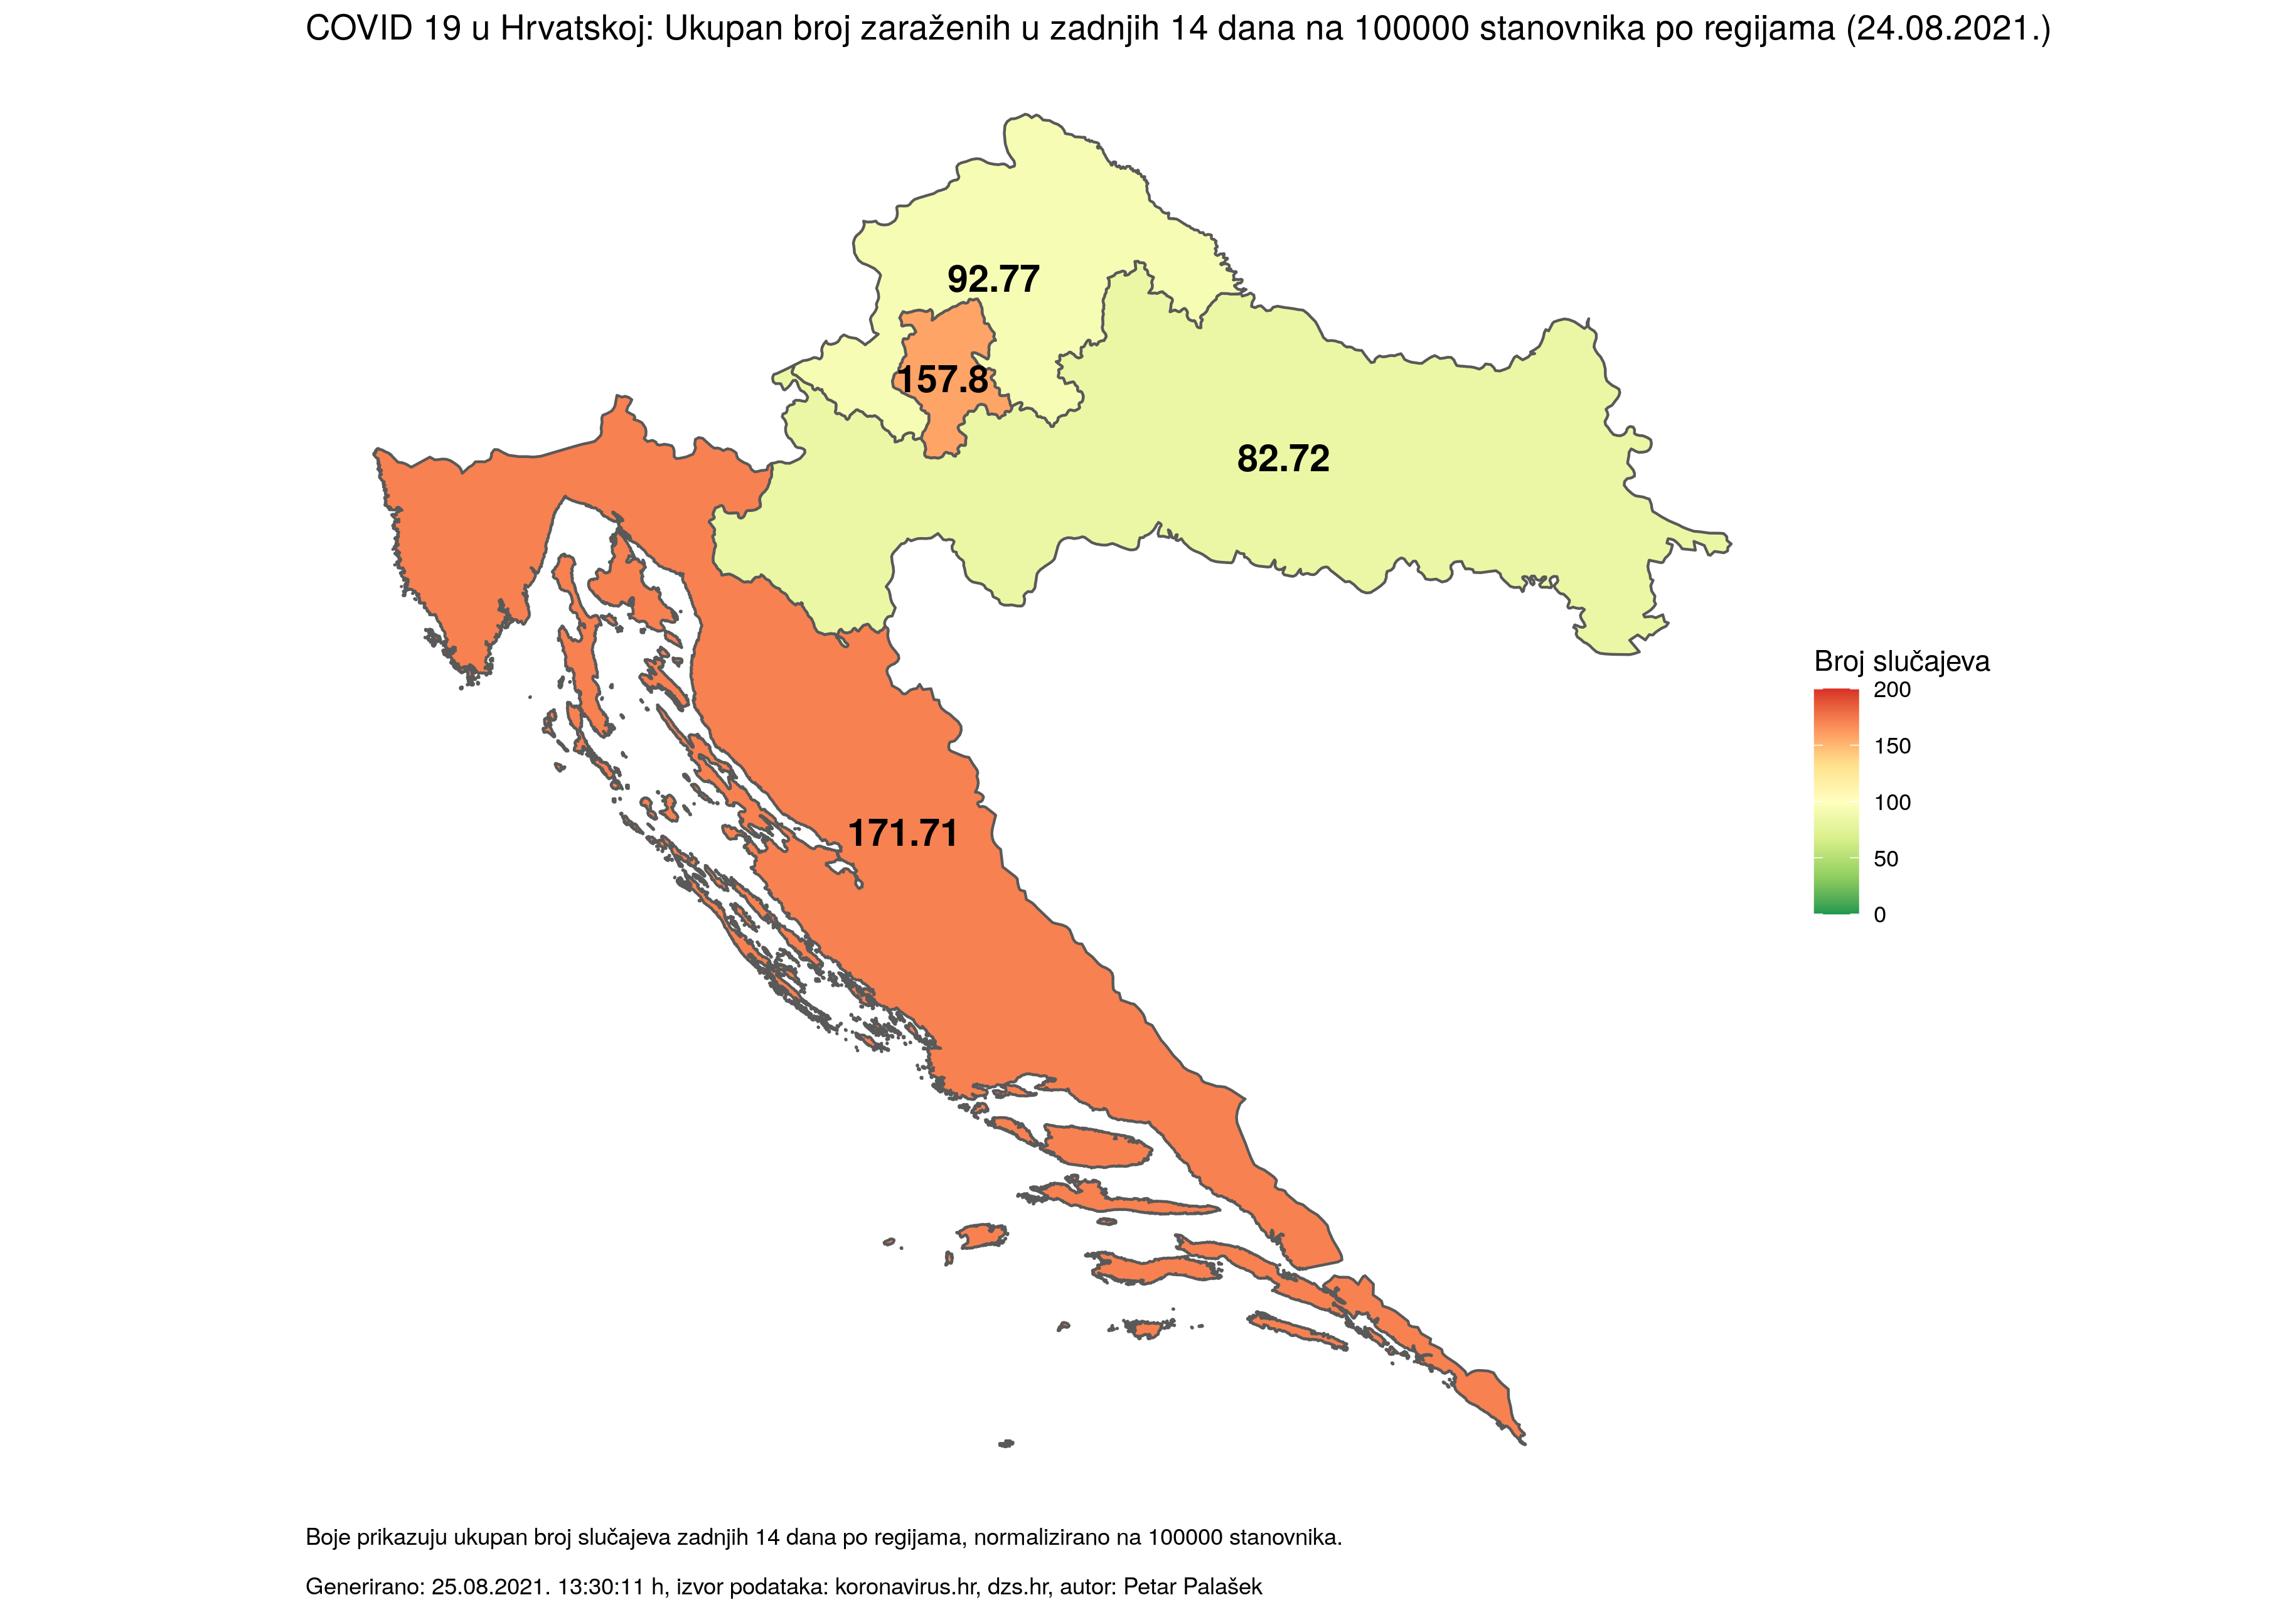 COVID 19 u Hrvatskoj: Ukupan broj zaraženih u zadnjih 14 dana na 100000 stanovnika po regijama (24.08.2021.)
92.77
157.8
82.72
171.71
Broj slučajeva
200
150
100
50
0
Boje prikazuju ukupan broj slučajeva zadnjih 14 dana po regijama, normalizirano na 100000 stanovnika.
Generirano: 25.08.2021. 13:30:11 h, izvor podataka: koronavirus.hr, dzs.hr, autor: Petar Palašek